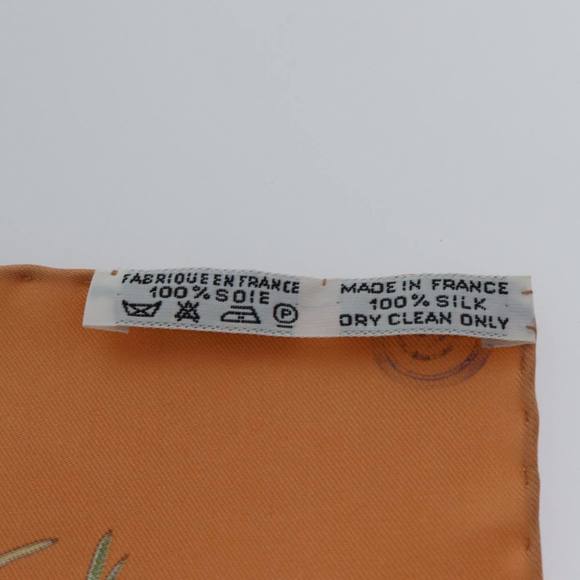 FABRIQUE EN FRANCE
100% SOIE
P
MADE IN FRANCE
100% SILK
DRY CLEAN ONLY